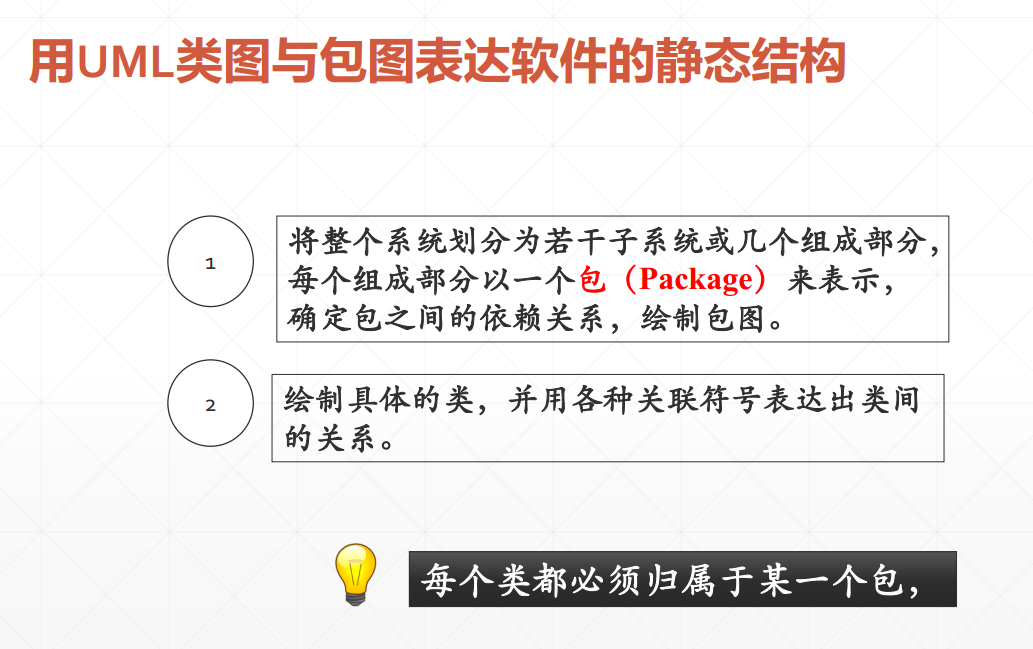 用UML类图与包图表达软件的静态结构
1
将整个系统划分为若干子系统或几个组成部分，
每个组成部分以一个包（Package）来表示，
确定包之间的依赖关系，绘制包图。
2
绘制具体的类，并用各种关联符号表达出类间
的关系。
每个类都必须归属于某一个包，